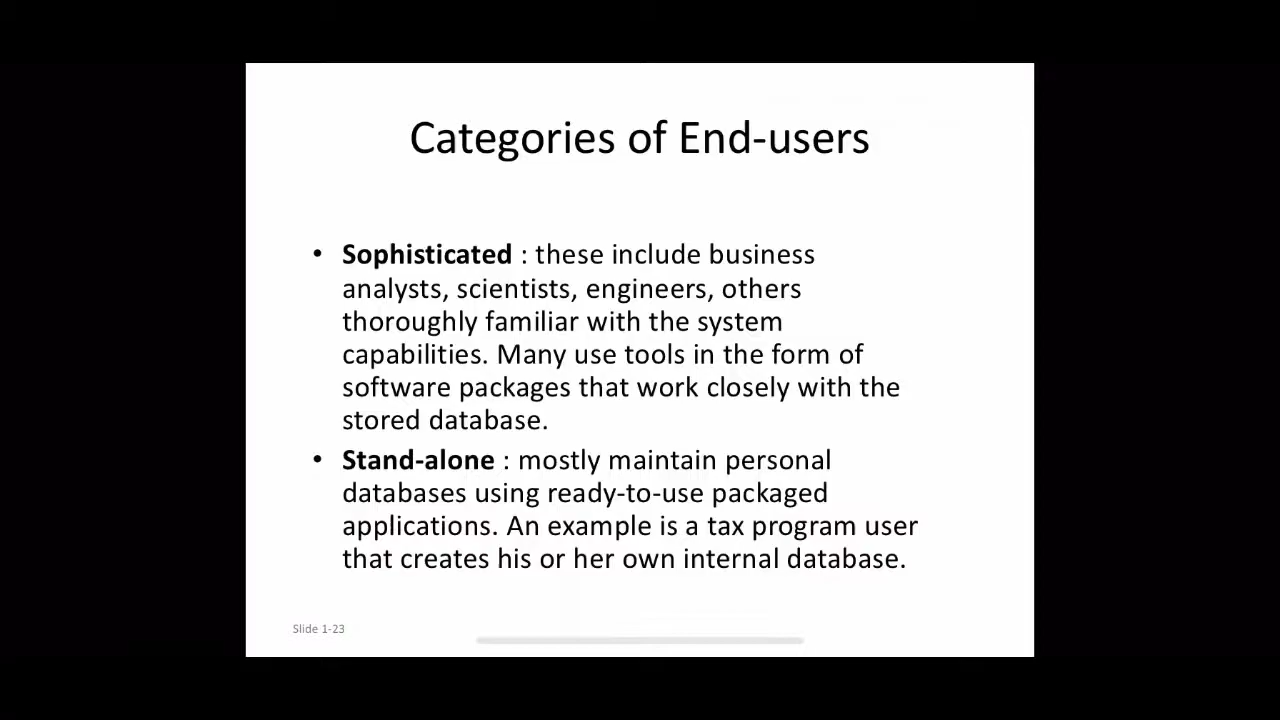 Categories of End-users
• Sophisticated : these include business
analysts, scientists, engineers, others
thoroughly familiar with the system
capabilities. Many use tools in the form of
software packages that work closely with the
stored database.
• Stand-alone : mostly maintain personal
databases using ready-to-use packaged
applications. An example is a tax program user
that creates his or her own internal database.
Slide 1-23